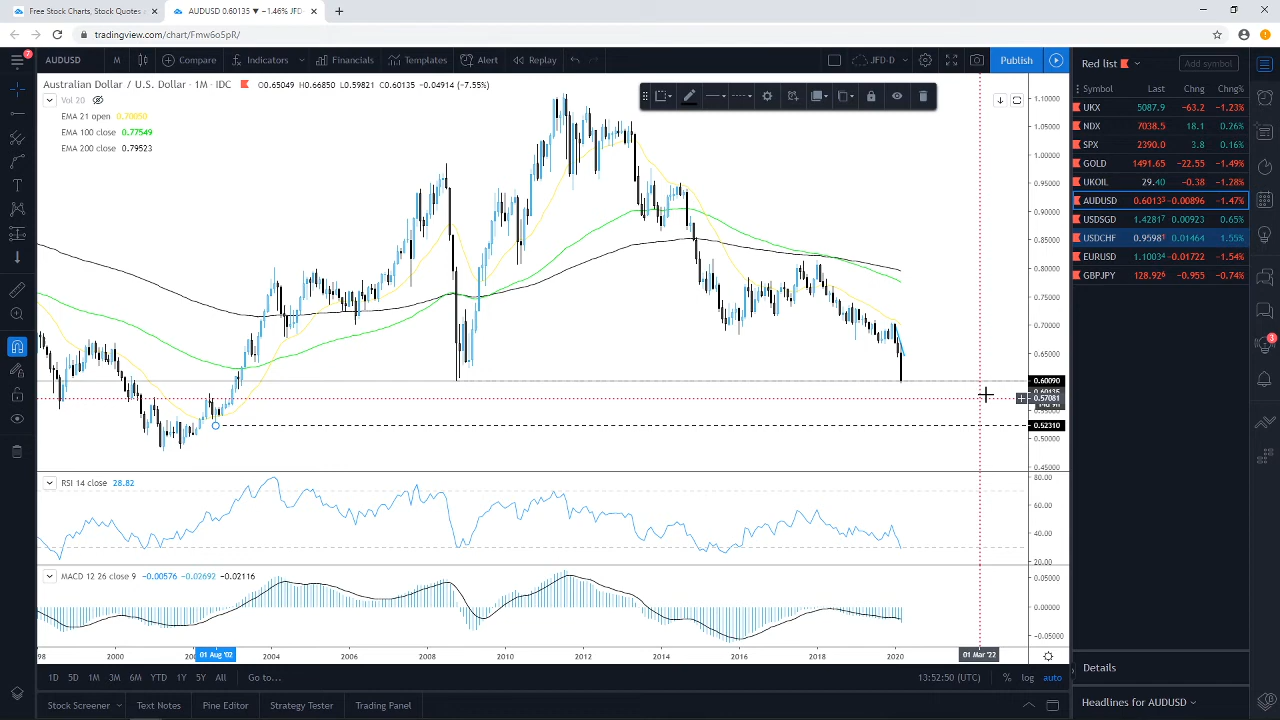 Free Stock Charts, Stock Quotes
AUDUSD 0.60135 ▼ −1.46% JFD-
tradingview.com/chart/Fmw6o5pR/
7
AUDUSD M Compare Indicators Financials Templates Alert Replay JFD-D Publish
Red list Add symbol
Australian Dollar / U.S. Dollar · 1M · IDC O0.65049 H0.66850 L0.59821 C0.60135 −0.04914 (−7.55%)
Vol 20
EMA 21 open
EMA 100 close 0.77549
EMA 200 close 0.79523
Symbol Last Chng Chng%
UKX 5087.9 −63.2 −1.23%
NDX 7038.5 18.1 0.26%
SPX 2390.0 3.8 0.16%
GOLD 1491.65 −22.55 −1.49%
UKOIL 29.40 −0.38 −1.28%
AUDUSD 0.60135 −0.00896 −1.47%
USDSGD 1.42817 0.00923 0.65%
USDCHF 0.95981 0.01464 1.55%
EURUSD 1.10034 −0.01722 −1.54%
GBPJPY 128.926 −0.955 −0.74%
3
1.10000
1.05000
1.00000
0.95000
0.90000
0.85000
0.80000
0.75000
0.70000
0.65000
0.60090
0.57081
0.52310
0.50000
0.45000
RSI 14 close 28.82
80.00
60.00
40.00
20.00
MACD 12 26 close 9 −0.00576 −0.02692 −0.02116
0.05000
0.00000
−0.05000
98 2000 01 Aug '02 2004 2006 2008 2010 2012 2014 2016 2018 2020 01 Mar '22
1D 5D 1M 3M 6M YTD 1Y 5Y All Go to... 13:52:50 (UTC) % log auto
Details
Stock Screener Text Notes Pine Editor Strategy Tester Trading Panel
Headlines for AUDUSD